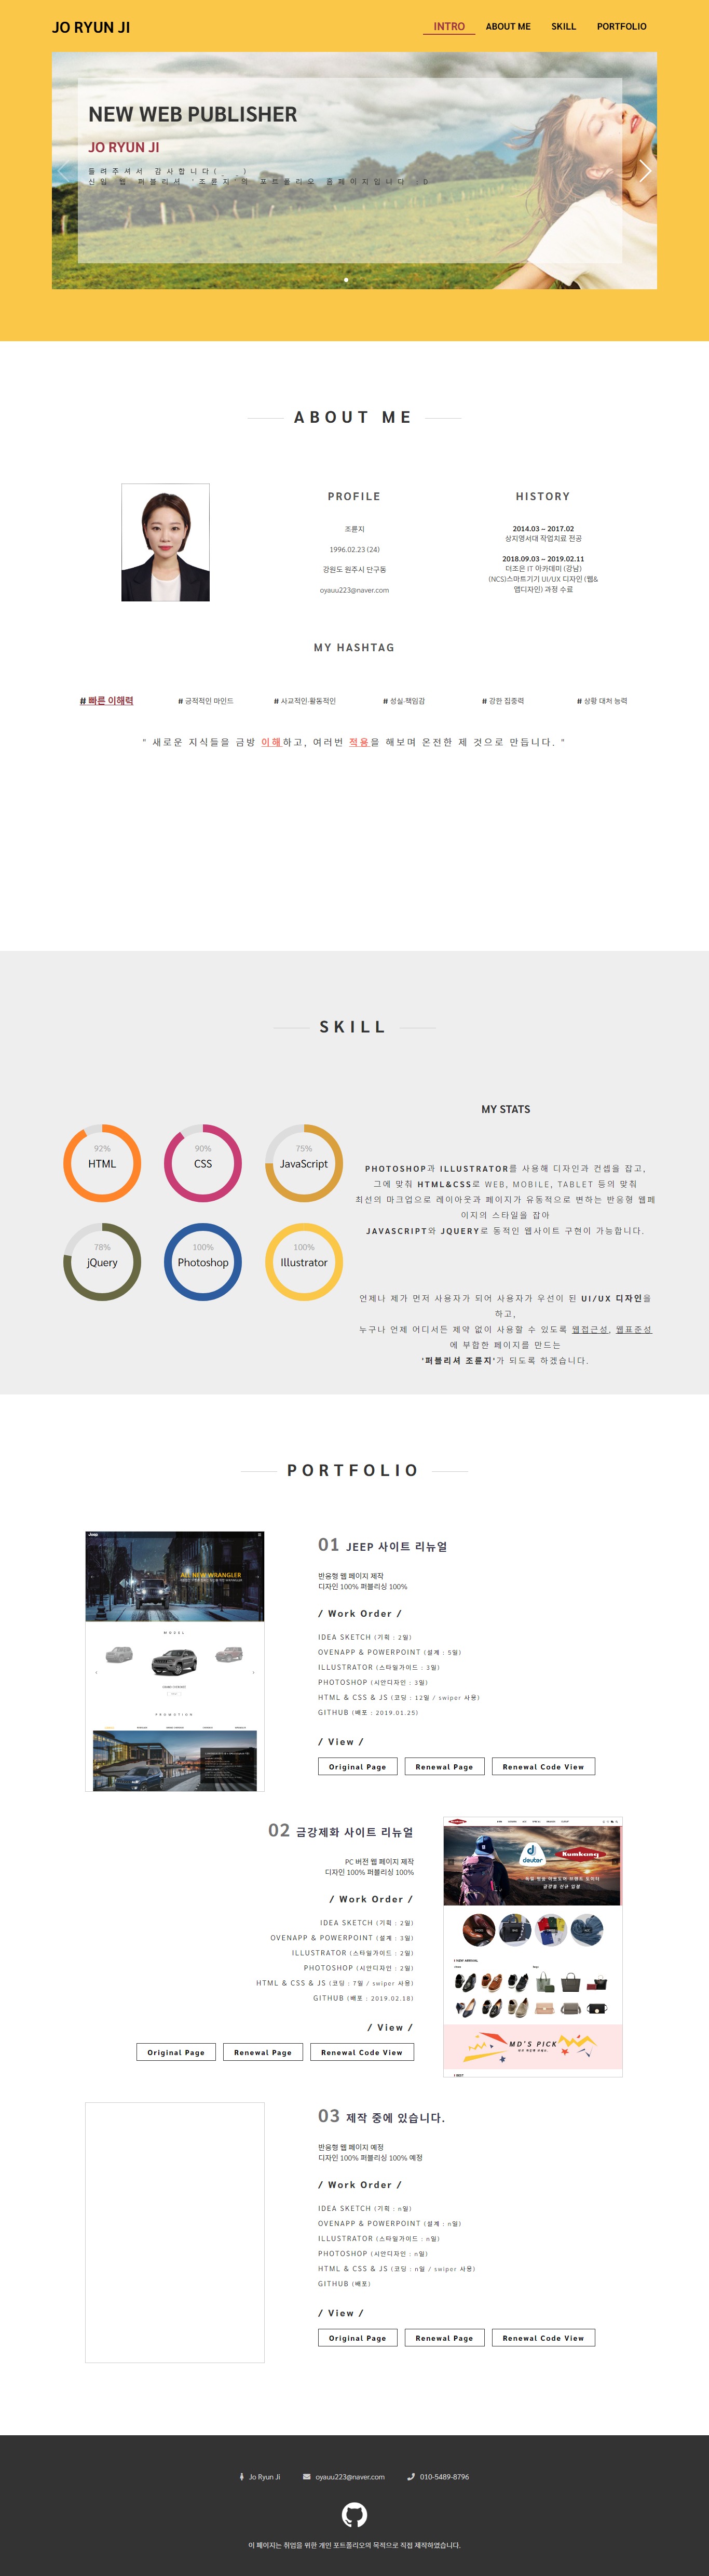 JO RYUN JI
INTRO ABOUT ME SKILL PORTFOLIO
NEW WEB PUBLISHER
JO RYUN JI
들려주셔서 감사합니다(_ _)
신입 웹 퍼블리셔 '조륜지'의 포트폴리오 홈페이지입니다 :D
ABOUT ME
PROFILE
조륜지
1996.02.23 (24)
강원도 원주시 단구동
oyauu223@naver.com
HISTORY
2014.03 ~ 2017.02
상지영서대 작업치료 전공
2018.09.03 ~ 2019.02.11
더조은 IT 아카데미 (강남)
(NCS)스마트기기 UI/UX 디자인 (웹&
앱디자인) 과정 수료
MY HASHTAG
# 빠른 이해력 # 긍적적인 마인드 # 사교적인·활동적인 # 성실·책임감 # 강한 집중력 # 상황 대처 능력
" 새로운 지식들을 금방 이해하고, 여러번 적용을 해보며 온전한 제 것으로 만듭니다. "
SKILL
92%
HTML
90%
CSS
75%
JavaScript
78%
jQuery
100%
Photoshop
100%
Illustrator
MY STATS
PHOTOSHOP과 ILLUSTRATOR를 사용해 디자인과 컨셉을 잡고,
그에 맞춰 HTML&CSS로 WEB, MOBILE, TABLET 등의 맞춰
최선의 마크업으로 레이아웃과 페이지가 유동적으로 변하는 반응형 웹페
이지의 스타일을 잡아
JAVASCRIPT와 JQUERY로 동적인 웹사이트 구현이 가능합니다.
언제나 제가 먼저 사용자가 되어 사용자가 우선이 된 UI/UX 디자인을
하고,
누구나 언제 어디서든 제약 없이 사용할 수 있도록 웹접근성, 웹표준성
에 부합한 페이지를 만드는
'퍼블리셔 조륜지'가 되도록 하겠습니다.
PORTFOLIO
Jeep
ALL NEW WRANGLER
MODEL
PROMOTION
01 JEEP 사이트 리뉴얼
반응형 웹 페이지 제작
디자인 100% 퍼블리싱 100%
/ Work Order /
IDEA SKETCH (기획 : 2일)
OVENAPP & POWERPOINT (설계 : 5일)
ILLUSTRATOR (스타일가이드 : 3일)
PHOTOSHOP (시안디자인 : 3일)
HTML & CSS & JS (코딩 : 12일 / swiper 사용)
GITHUB (배포 : 2019.01.25)
/ View /
Original Page Renewal Page Renewal Code View
02 금강제화 사이트 리뉴얼
PC 버전 웹 페이지 제작
디자인 100% 퍼블리싱 100%
/ Work Order /
IDEA SKETCH (기획 : 2일)
OVENAPP & POWERPOINT (설계 : 3일)
ILLUSTRATOR (스타일가이드 : 2일)
PHOTOSHOP (시안디자인 : 2일)
HTML & CSS & JS (코딩 : 7일 / swiper 사용)
GITHUB (배포 : 2019.02.18)
/ View /
Original Page Renewal Page Renewal Code View
deuter
Kumkang
MD'S PICK
03 제작 중에 있습니다.
반응형 웹 페이지 예정
디자인 100% 퍼블리싱 100% 예정
/ Work Order /
IDEA SKETCH (기획 : n일)
OVENAPP & POWERPOINT (설계 : n일)
ILLUSTRATOR (스타일가이드 : n일)
PHOTOSHOP (시안디자인 : n일)
HTML & CSS & JS (코딩 : n일 / swiper 사용)
GITHUB (배포)
/ View /
Original Page Renewal Page Renewal Code View
Jo Ryun Ji oyauu223@naver.com 010-5489-8796
이 페이지는 취업을 위한 개인 포트폴리오의 목적으로 직접 제작하였습니다.